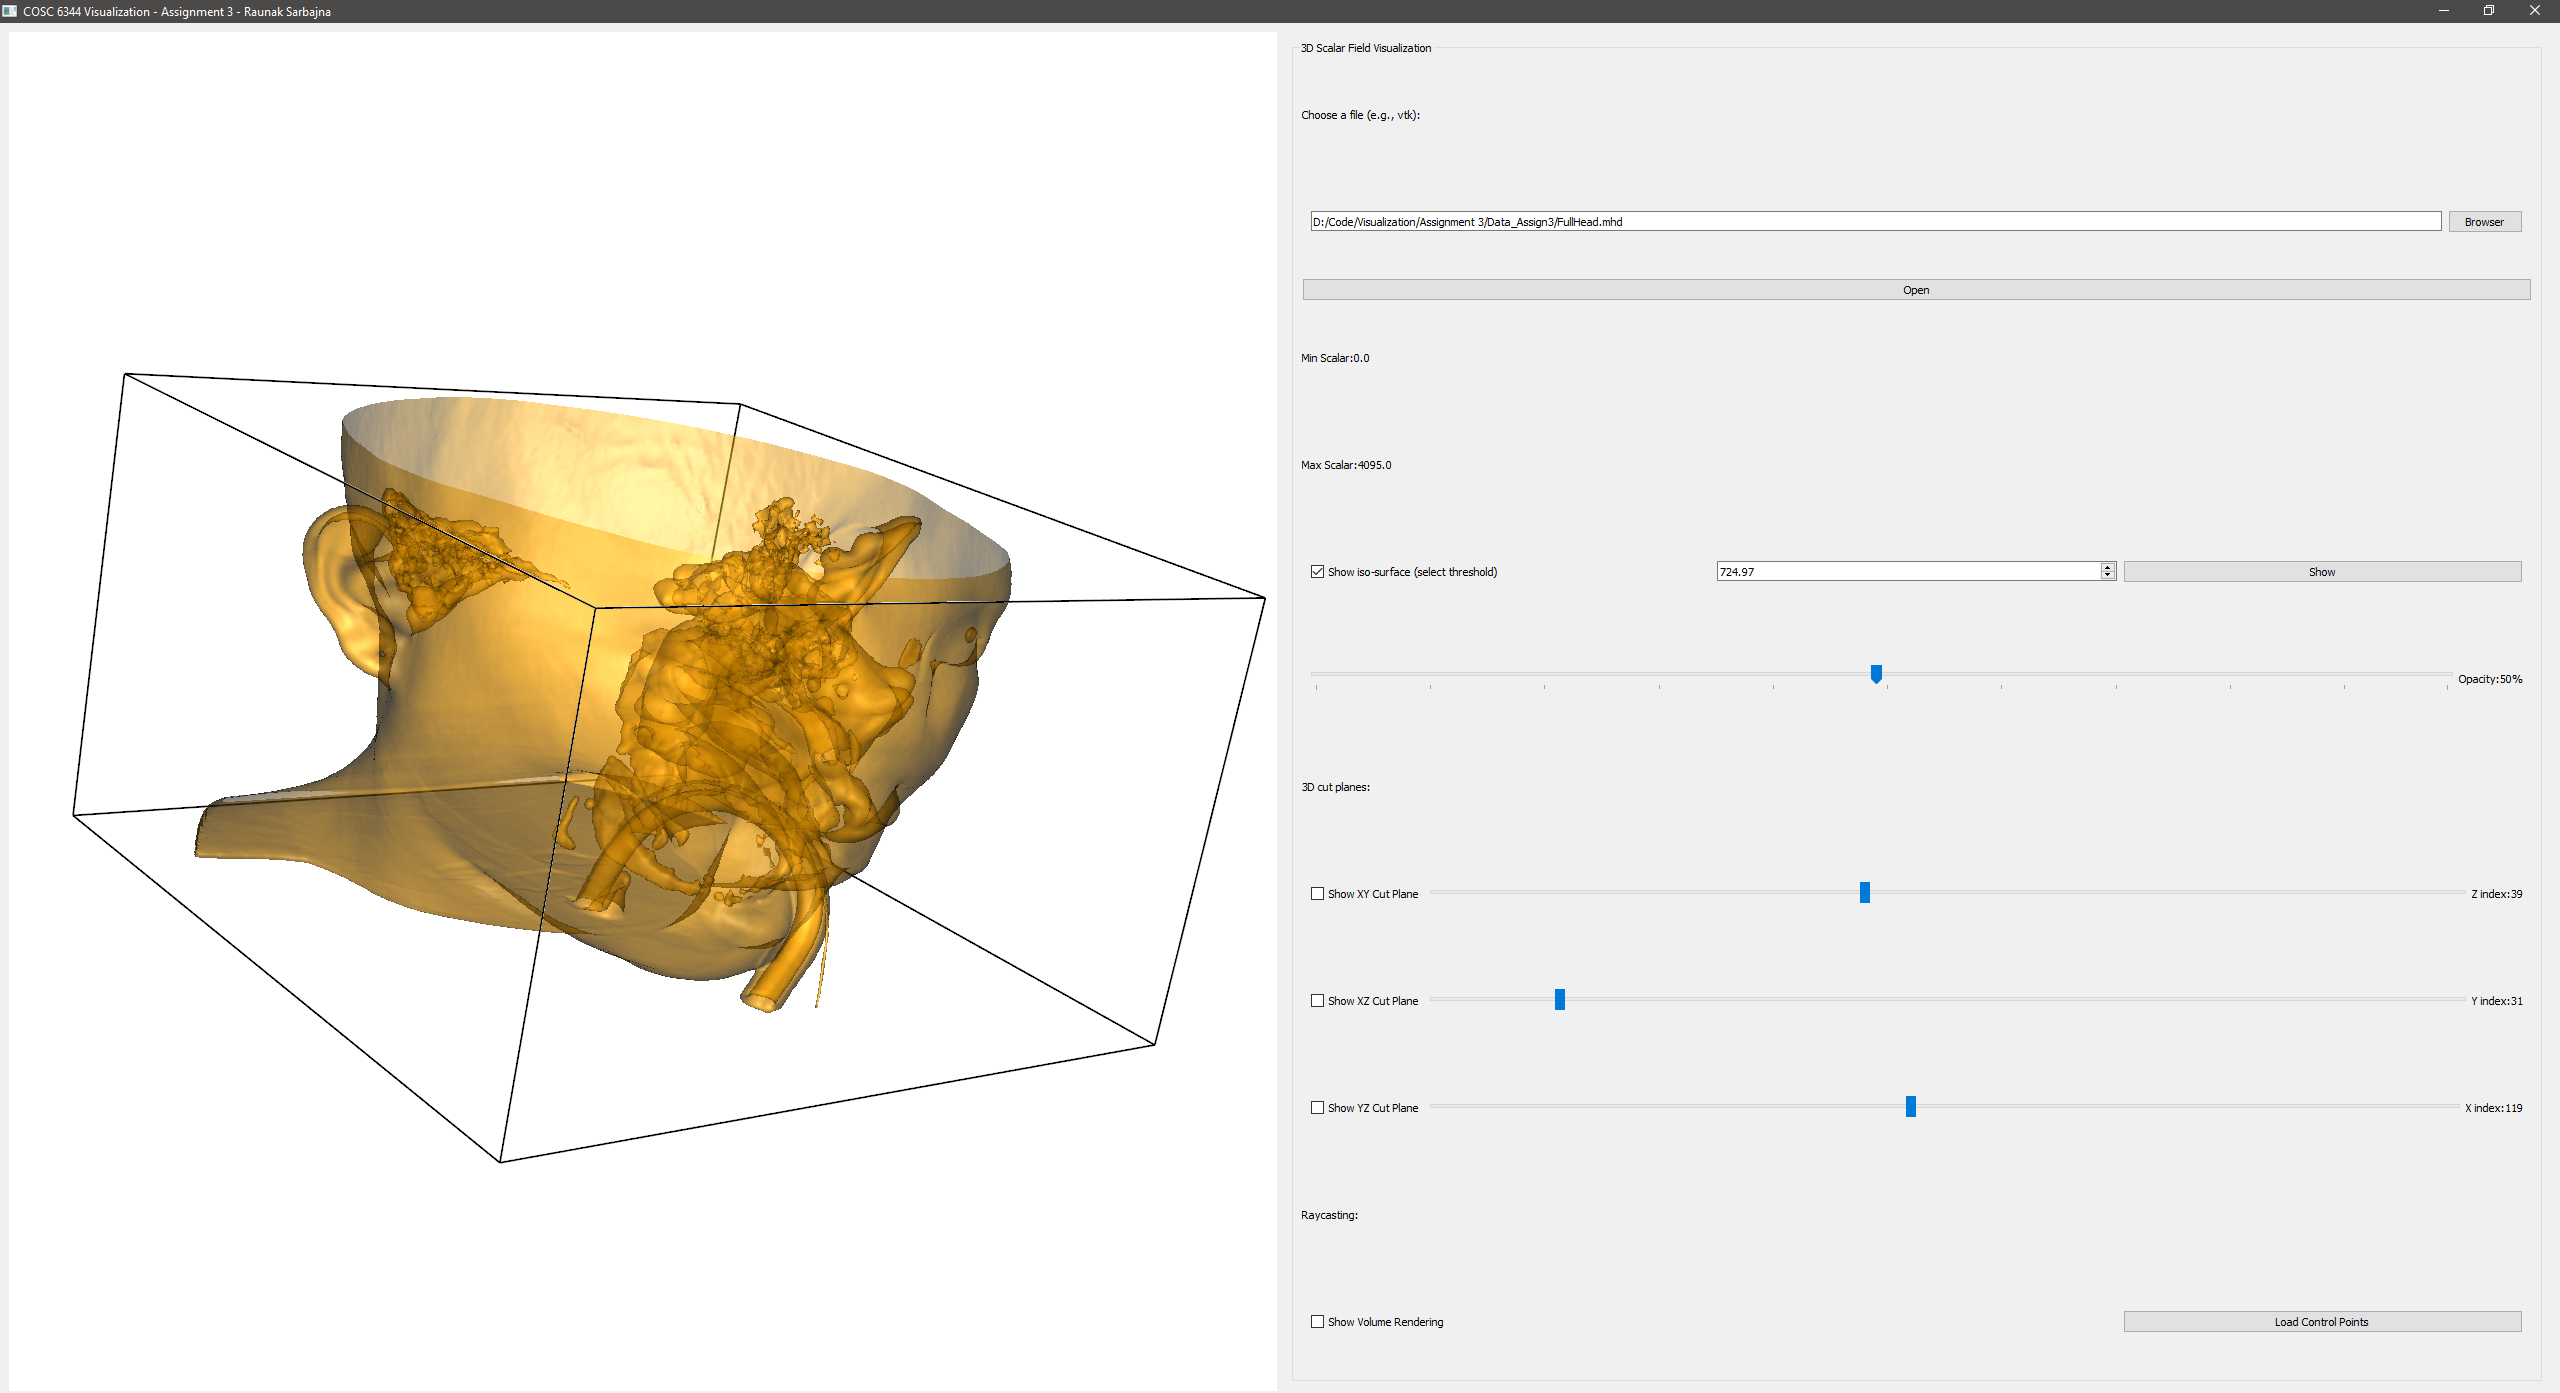 COSC 6344 Visualization - Assignment 3 - Raunak Sarbajna
3D Scalar Field Visualization
Choose a file (e.g., vtk):
D:/Code/Visualization/Assignment 3/Data_Assign3/FullHead.mhd
Browser
Open
Min Scalar:0.0
Max Scalar:4095.0
Show iso-surface (select threshold)
724.97
Show
Opacity:50%
3D cut planes:
Show XY Cut Plane
Z index:39
Show XZ Cut Plane
Y index:31
Show YZ Cut Plane
X index:119
Raycasting:
Show Volume Rendering
Load Control Points